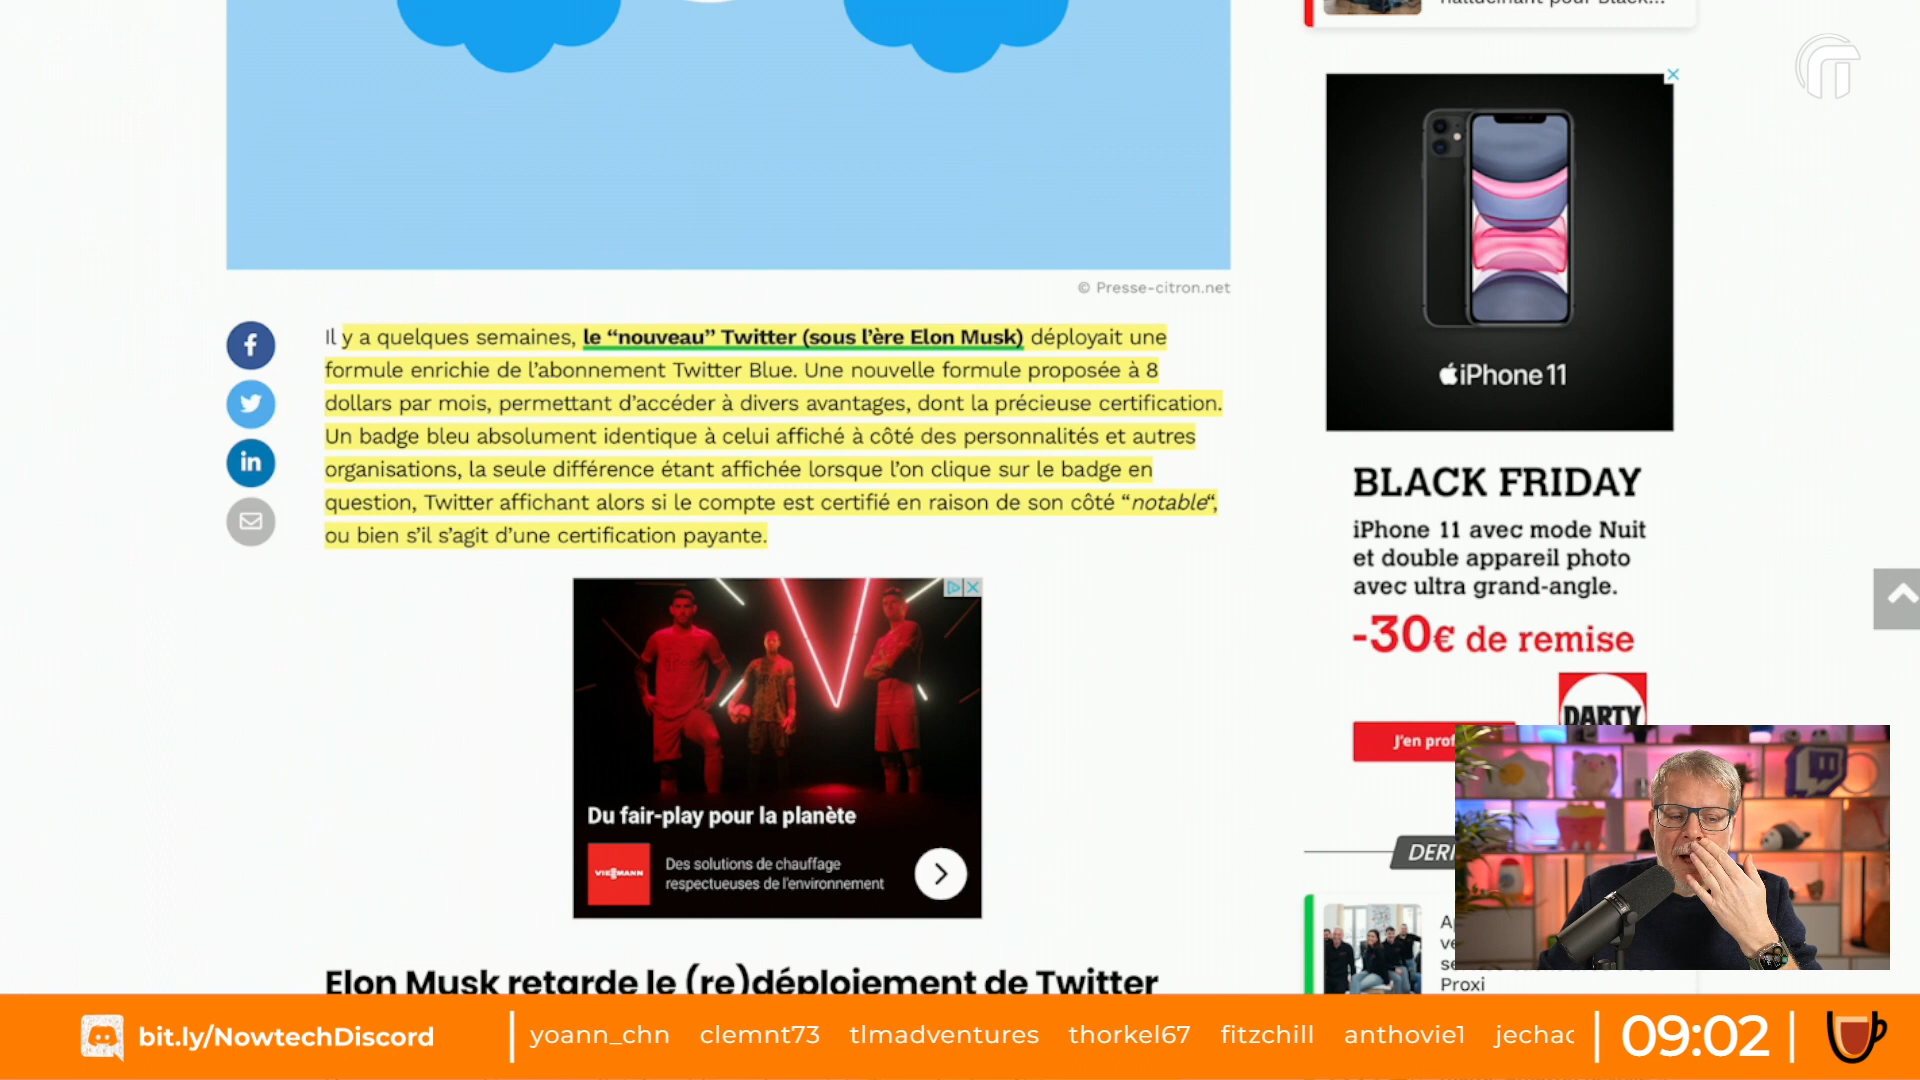 hallucinant pour Black...
© Presse-citron.net
Il y a quelques semaines, le “nouveau” Twitter (sous l’ère Elon Musk) déployait une
formule enrichie de l’abonnement Twitter Blue. Une nouvelle formule proposée à 8
dollars par mois, permettant d’accéder à divers avantages, dont la précieuse certification.
Un badge bleu absolument identique à celui affiché à côté des personnalités et autres
organisations, la seule différence étant affichée lorsque l’on clique sur le badge en
question, Twitter affichant alors si le compte est certifié en raison de son côté “notable“,
ou bien s’il s’agit d’une certification payante.
Du fair-play pour la planète
VIESMANN
Des solutions de chauffage
respectueuses de l’environnement
Elon Musk retarde le (re)déploiement de Twitter
iPhone 11
BLACK FRIDAY
iPhone 11 avec mode Nuit
et double appareil photo
avec ultra grand-angle.
-30€ de remise
DARTY
J’en prof
DERI
Proxi
bit.ly/NowtechDiscord
yoann_chn clemnt73 tlmadventures thorkel67 fitzchill anthovie1 jechac
09:02